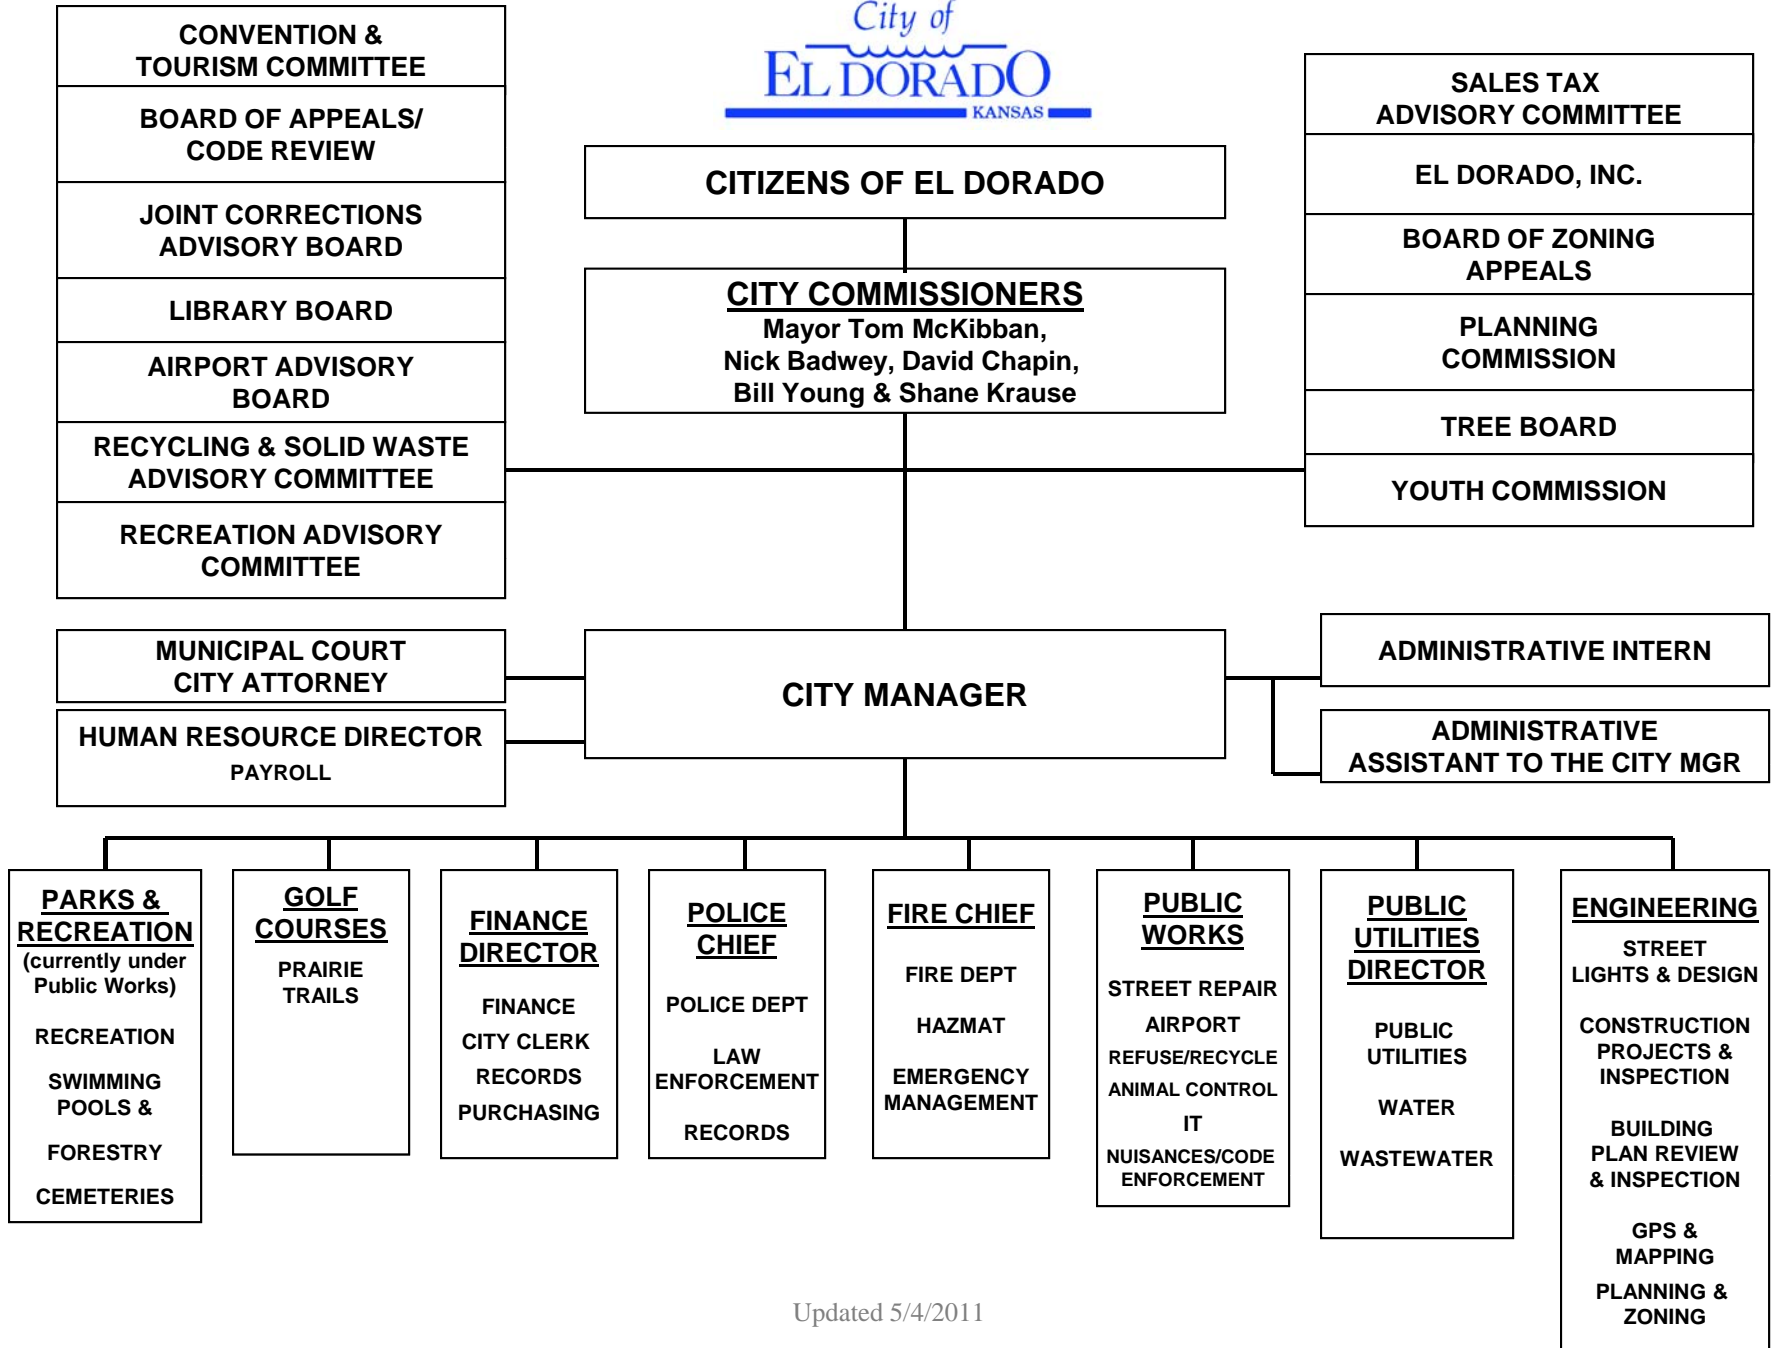 City of
EL DORADO
KANSAS
CONVENTION &
TOURISM COMMITTEE
BOARD OF APPEALS/
CODE REVIEW
JOINT CORRECTIONS
ADVISORY BOARD
LIBRARY BOARD
AIRPORT ADVISORY
BOARD
RECYCLING & SOLID WASTE
ADVISORY COMMITTEE
RECREATION ADVISORY
COMMITTEE
CITIZENS OF EL DORADO
CITY COMMISSIONERS
Mayor Tom McKibban,
Nick Badwey, David Chapin,
Bill Young & Shane Krause
SALES TAX
ADVISORY COMMITTEE
EL DORADO, INC.
BOARD OF ZONING
APPEALS
PLANNING
COMMISSION
TREE BOARD
YOUTH COMMISSION
MUNICIPAL COURT
CITY ATTORNEY
HUMAN RESOURCE DIRECTOR
PAYROLL
CITY MANAGER
ADMINISTRATIVE INTERN
ADMINISTRATIVE
ASSISTANT TO THE CITY MGR
PARKS &
RECREATION
(currently under
Public Works)
RECREATION
SWIMMING
POOLS &
FORESTRY
CEMETERIES
GOLF
COURSES
PRAIRIE
TRAILS
FINANCE
DIRECTOR
FINANCE
CITY CLERK
RECORDS
PURCHASING
POLICE
CHIEF
POLICE DEPT
LAW
ENFORCEMENT
RECORDS
FIRE CHIEF
FIRE DEPT
HAZMAT
EMERGENCY
MANAGEMENT
PUBLIC
WORKS
STREET REPAIR
AIRPORT
REFUSE/RECYCLE
ANIMAL CONTROL
IT
NUISANCES/CODE
ENFORCEMENT
PUBLIC
UTILITIES
DIRECTOR
PUBLIC
UTILITIES
WATER
WASTEWATER
ENGINEERING
STREET
LIGHTS & DESIGN
CONSTRUCTION
PROJECTS &
INSPECTION
BUILDING
PLAN REVIEW
& INSPECTION
GPS &
MAPPING
PLANNING &
ZONING
Updated 5/4/2011